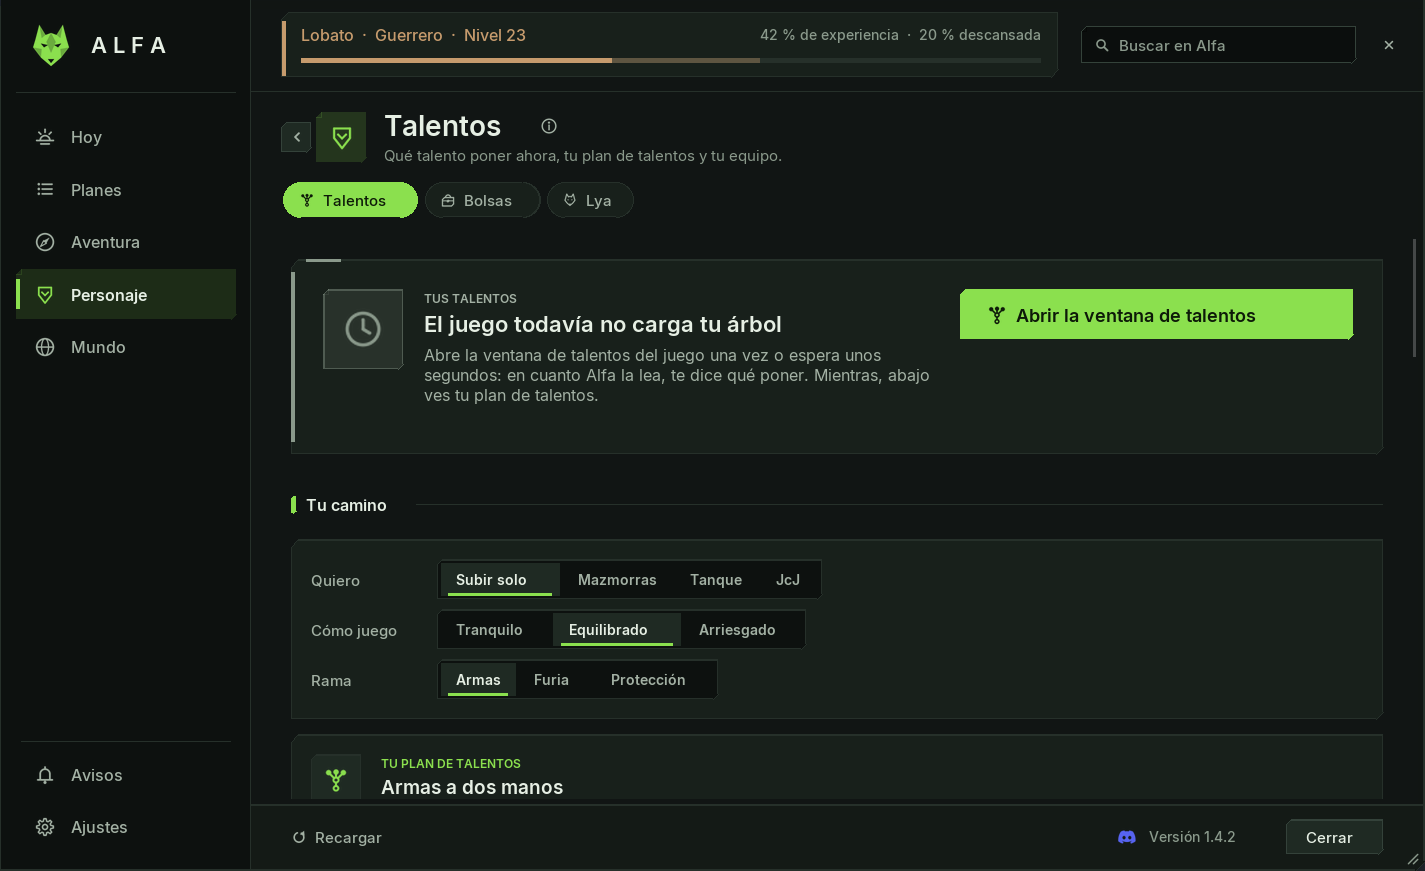 ALFA
Lobato · Guerrero · Nivel 23
42 % de experiencia · 20 % descansada
Buscar en Alfa
Hoy
Planes
Aventura
Personaje
Mundo
Avisos
Ajustes
Talentos
Qué talento poner ahora, tu plan de talentos y tu equipo.
Talentos
Bolsas
Lya
TUS TALENTOS
El juego todavía no carga tu árbol
Abre la ventana de talentos del juego una vez o espera unos
segundos: en cuanto Alfa la lea, te dice qué poner. Mientras, abajo
ves tu plan de talentos.
Abrir la ventana de talentos
Tu camino
Quiero
Subir solo
Mazmorras
Tanque
JcJ
Cómo juego
Tranquilo
Equilibrado
Arriesgado
Rama
Armas
Furia
Protección
TU PLAN DE TALENTOS
Armas a dos manos
Recargar
Versión 1.4.2
Cerrar